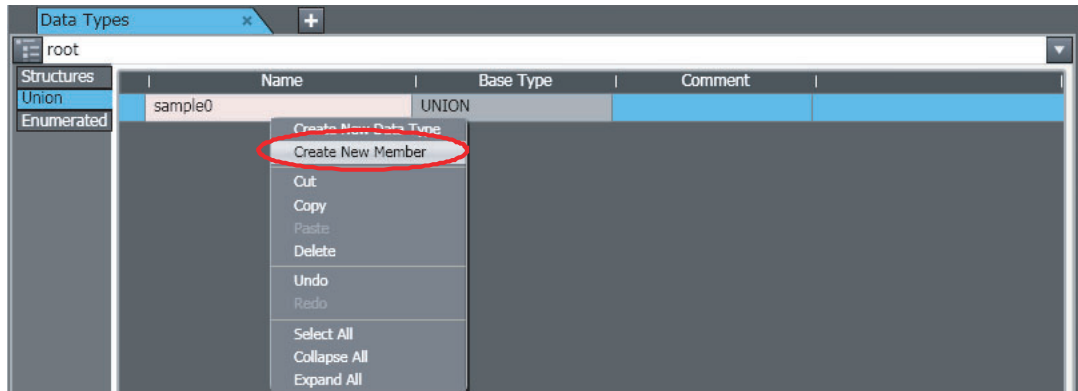 Data Types × +
root
Structures
Name Base Type Comment
Union
sample0 UNION
Enumerated
Create New Data Type
Create New Member
Cut
Copy
Paste
Delete
Undo
Redo
Select All
Collapse All
Expand All